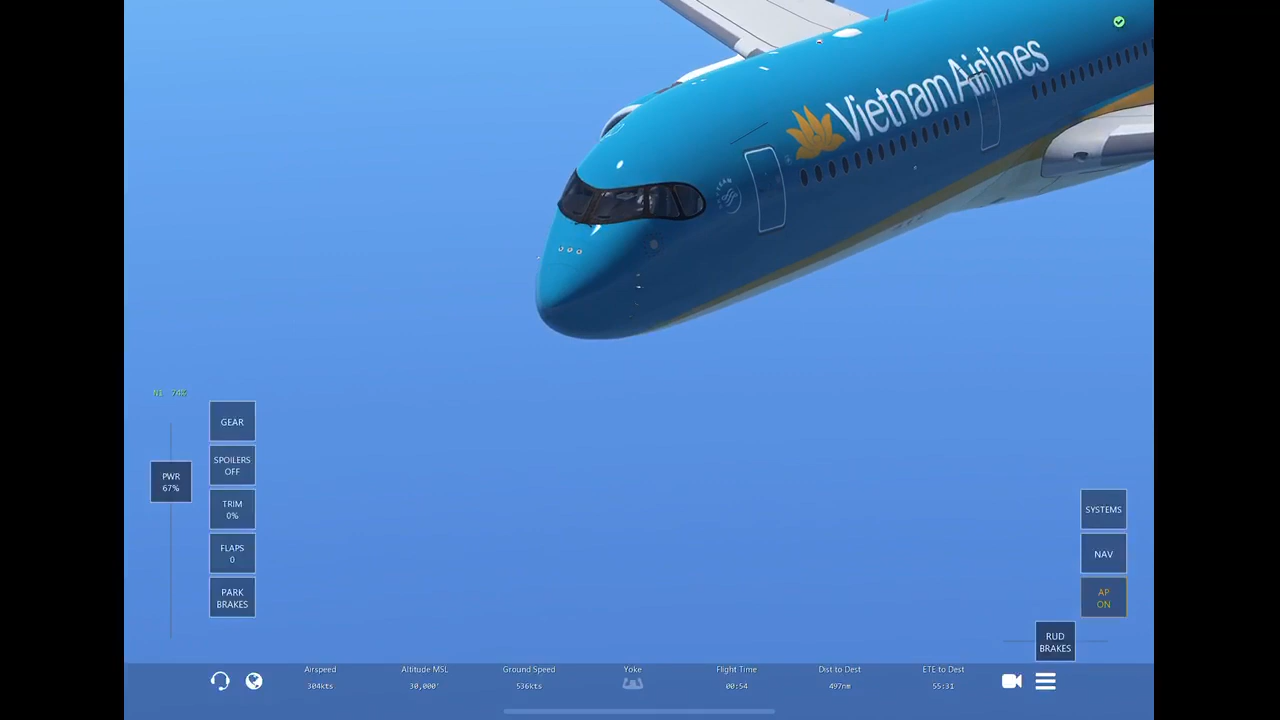 Vietnam Airlines
N1 74%
GEAR
PWR
67%
SPOILERS
OFF
TRIM
0%
FLAPS
0
PARK
BRAKES
SYSTEMS
NAV
AP
ON
RUD
BRAKES
Airspeed
304kts
Altitude MSL
30,000'
Ground Speed
536kts
Yoke
Flight Time
00:54
Dist to Dest
497nm
ETE to Dest
55:31